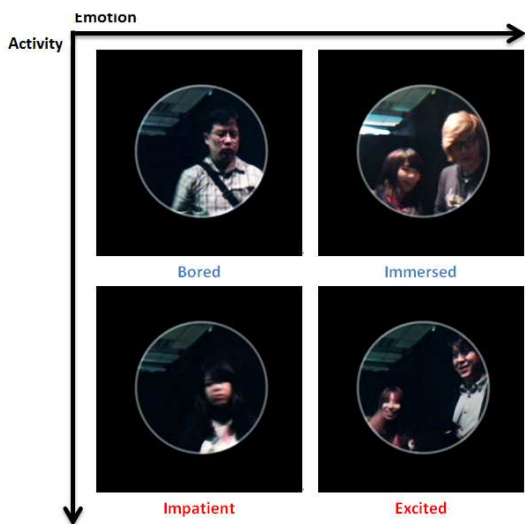 Emotion
Activity
Bored
Immersed
Impatient
Excited